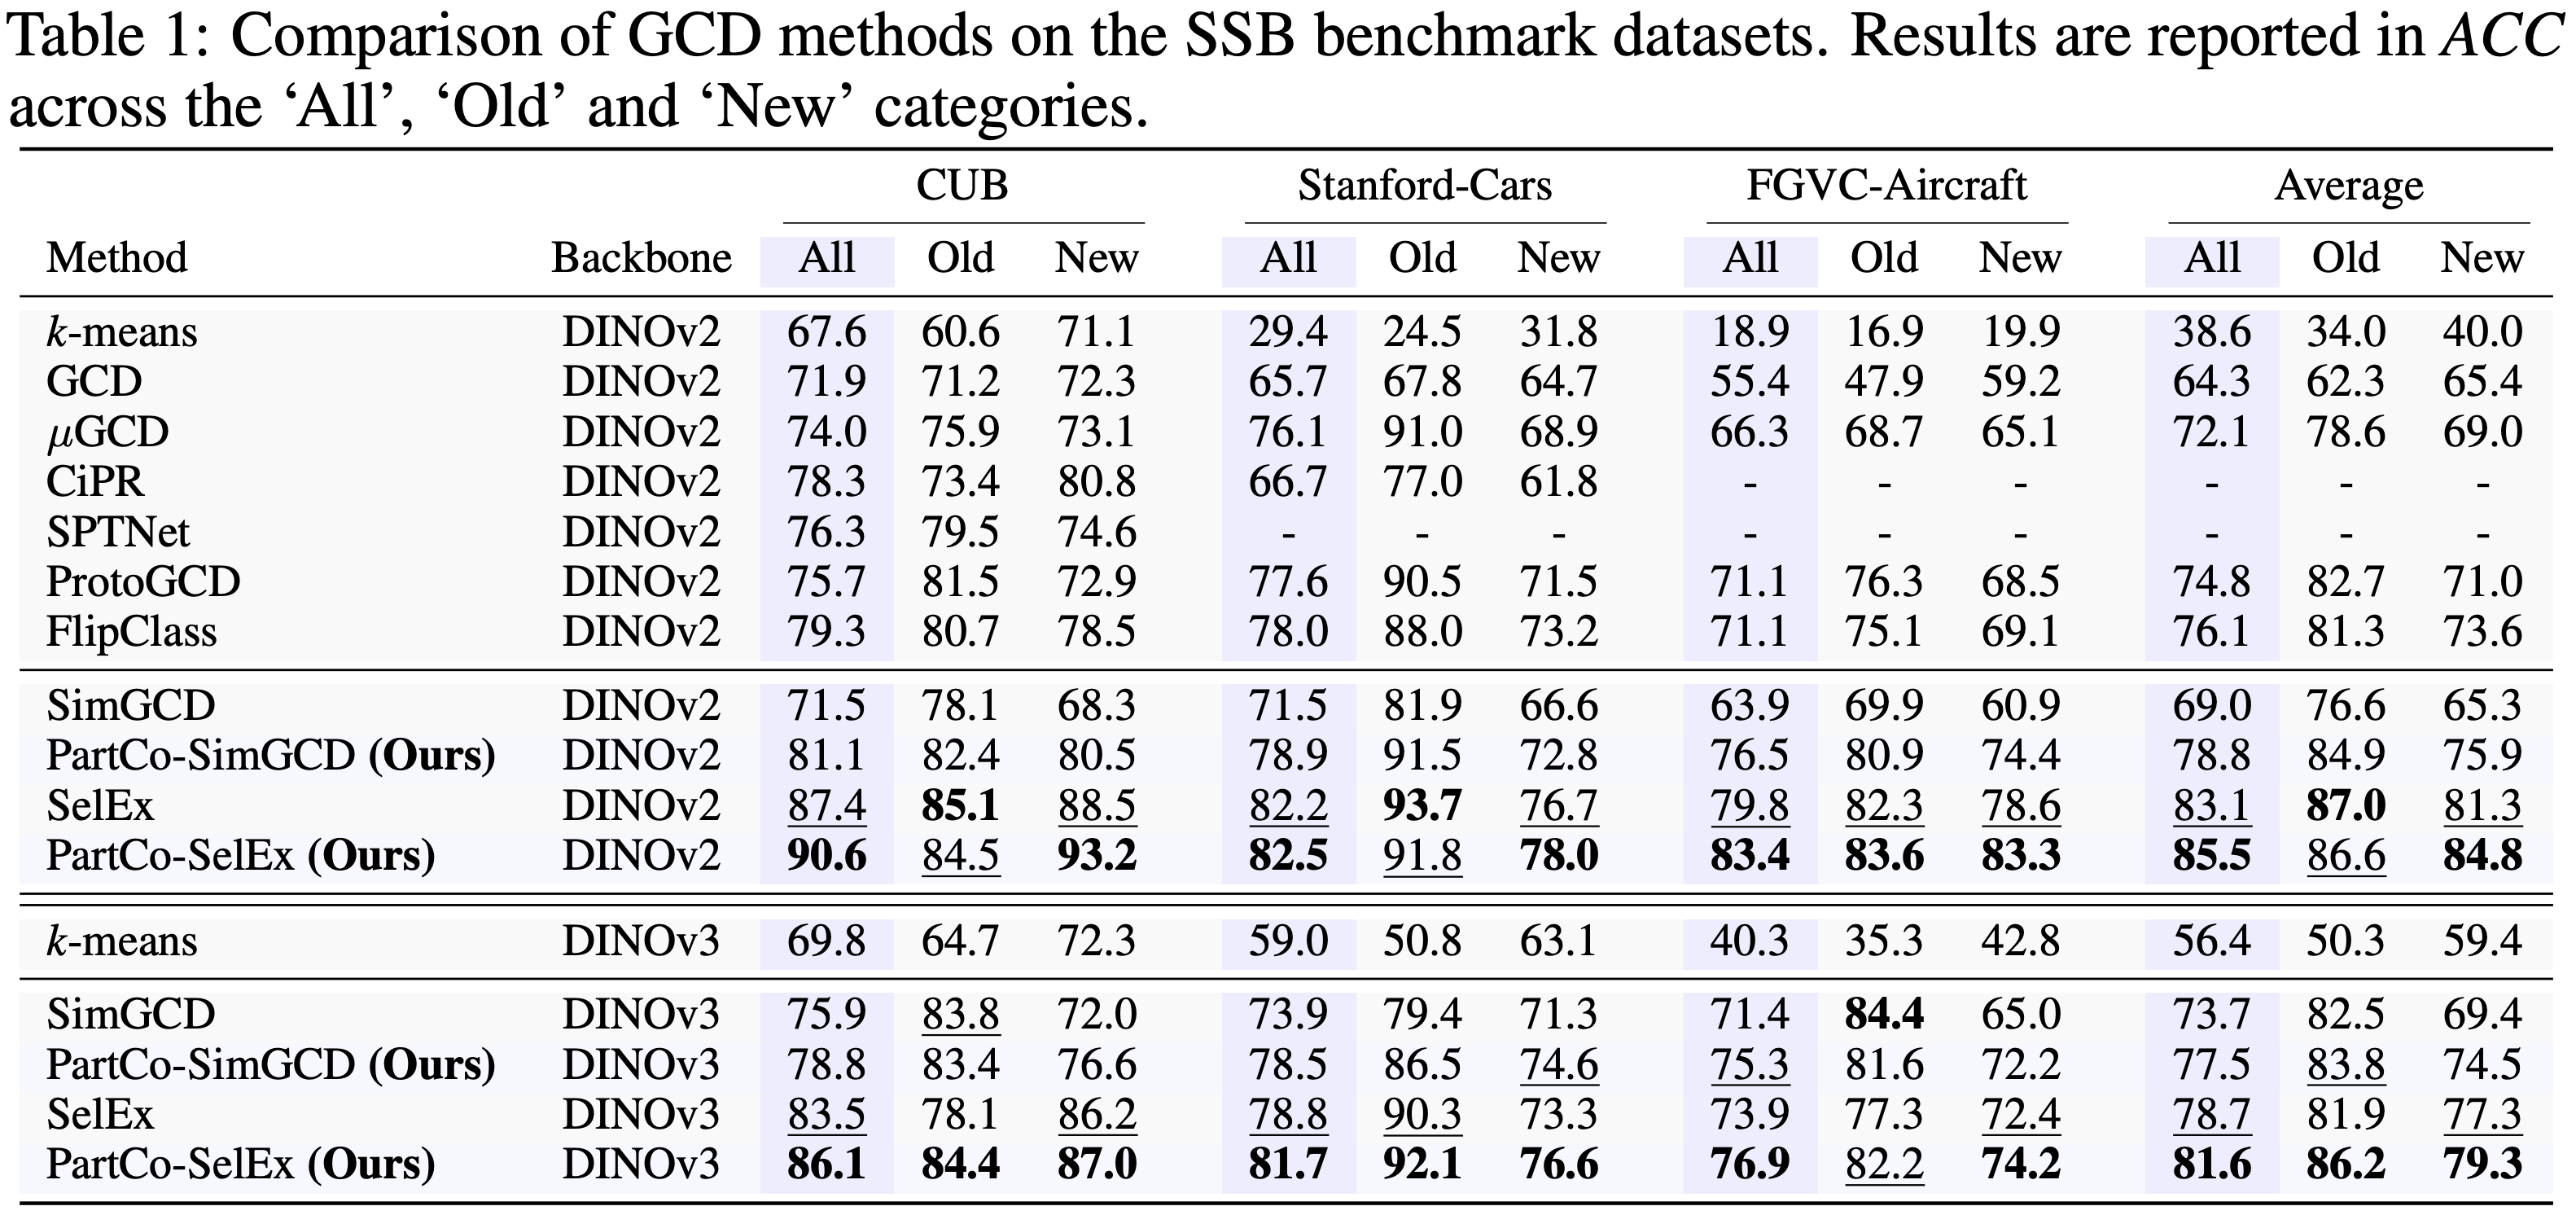 Table 1: Comparison of GCD methods on the SSB benchmark datasets. Results are reported in ACC
across the ‘All’, ‘Old’ and ‘New’ categories.
CUB Stanford-Cars FGVC-Aircraft Average
Method Backbone All Old New All Old New All Old New All Old New
k-means DINOv2 67.6 60.6 71.1 29.4 24.5 31.8 18.9 16.9 19.9 38.6 34.0 40.0
GCD DINOv2 71.9 71.2 72.3 65.7 67.8 64.7 55.4 47.9 59.2 64.3 62.3 65.4
μGCD DINOv2 74.0 75.9 73.1 76.1 91.0 68.9 66.3 68.7 65.1 72.1 78.6 69.0
CiPR DINOv2 78.3 73.4 80.8 66.7 77.0 61.8 - - - - - -
SPTNet DINOv2 76.3 79.5 74.6 - - - - - - - - -
ProtoGCD DINOv2 75.7 81.5 72.9 77.6 90.5 71.5 71.1 76.3 68.5 74.8 82.7 71.0
FlipClass DINOv2 79.3 80.7 78.5 78.0 88.0 73.2 71.1 75.1 69.1 76.1 81.3 73.6
SimGCD DINOv2 71.5 78.1 68.3 71.5 81.9 66.6 63.9 69.9 60.9 69.0 76.6 65.3
PartCo-SimGCD (Ours) DINOv2 81.1 82.4 80.5 78.9 91.5 72.8 76.5 80.9 74.4 78.8 84.9 75.9
SelEx DINOv2 87.4 85.1 88.5 82.2 93.7 76.7 79.8 82.3 78.6 83.1 87.0 81.3
PartCo-SelEx (Ours) DINOv2 90.6 84.5 93.2 82.5 91.8 78.0 83.4 83.6 83.3 85.5 86.6 84.8
k-means DINOv3 69.8 64.7 72.3 59.0 50.8 63.1 40.3 35.3 42.8 56.4 50.3 59.4
SimGCD DINOv3 75.9 83.8 72.0 73.9 79.4 71.3 71.4 84.4 65.0 73.7 82.5 69.4
PartCo-SimGCD (Ours) DINOv3 78.8 83.4 76.6 78.5 86.5 74.6 75.3 81.6 72.2 77.5 83.8 74.5
SelEx DINOv3 83.5 78.1 86.2 78.8 90.3 73.3 73.9 77.3 72.4 78.7 81.9 77.3
PartCo-SelEx (Ours) DINOv3 86.1 84.4 87.0 81.7 92.1 76.6 76.9 82.2 74.2 81.6 86.2 79.3